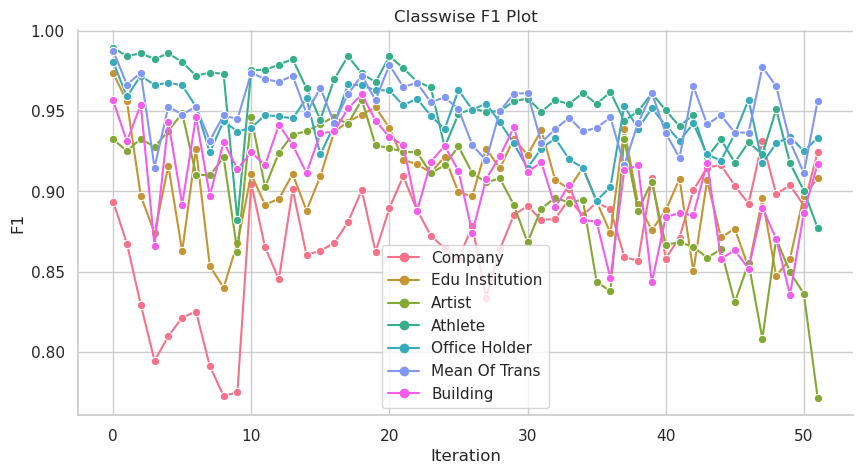 Classwise F1 Plot
1.00
0.95
0.90
0.85
0.80
F1
Company
Edu Institution
Artist
Athlete
Office Holder
Mean Of Trans
Building
0
10
20
30
40
50
Iteration